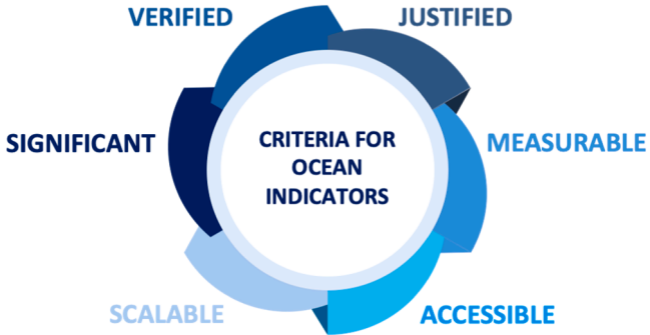 VERIFIED
JUSTIFIED
SIGNIFICANT
CRITERIA FOR
OCEAN
INDICATORS
MEASURABLE
SCALABLE
ACCESSIBLE